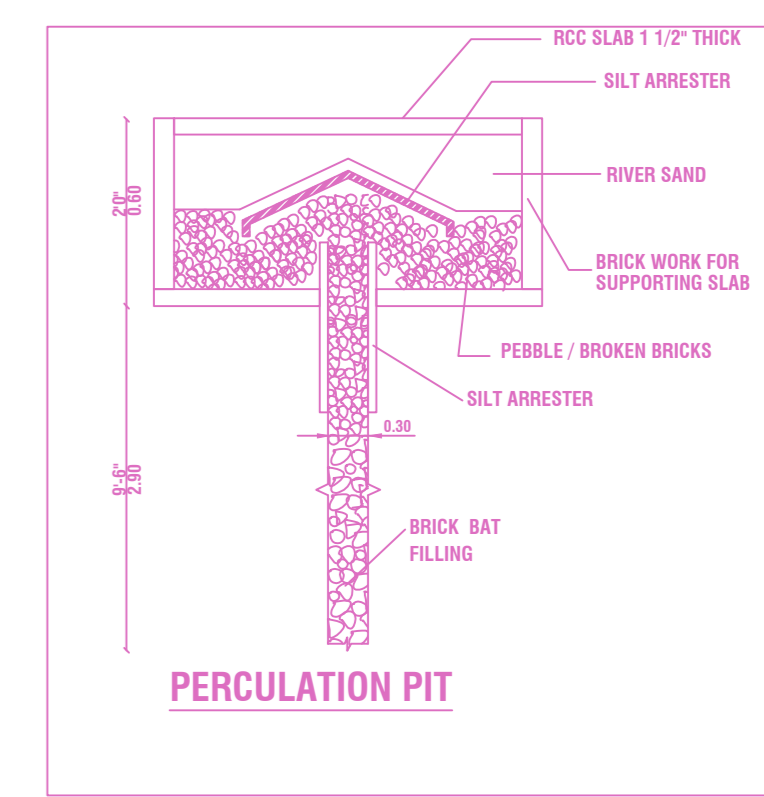 RCC SLAB 1 1/2" THICK
SILT ARRESTER
RIVER SAND
2'0"
0.60
BRICK WORK FOR
SUPPORTING SLAB
PEBBLE / BROKEN BRICKS
SILT ARRESTER
0.30
9'-6"
2.90
BRICK BAT
FILLING
PERCULATION PIT